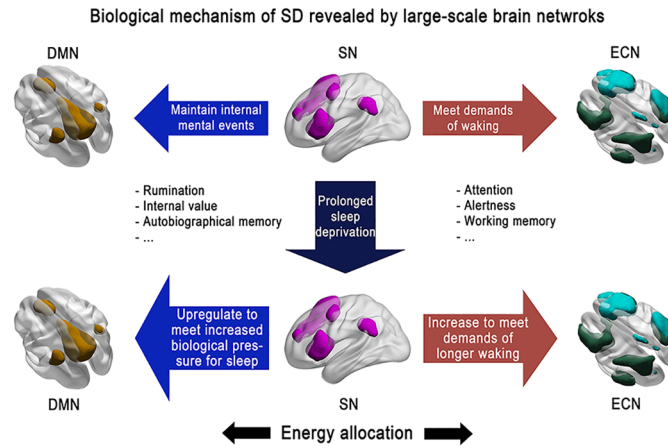 Biological mechanism of SD revealed by large-scale brain netwroks
DMN
SN
ECN
Maintain internal
mental events
Meet demands
of waking
- Rumination
- Internal value
- Autobiographical memory
- ...
Prolonged
sleep
deprivation
- Attention
- Alertness
- Working memory
- ...
Upregulate to
meet increased
biological pres-
sure for sleep
Increase to meet
demands of
longer waking
DMN
SN
ECN
Energy allocation